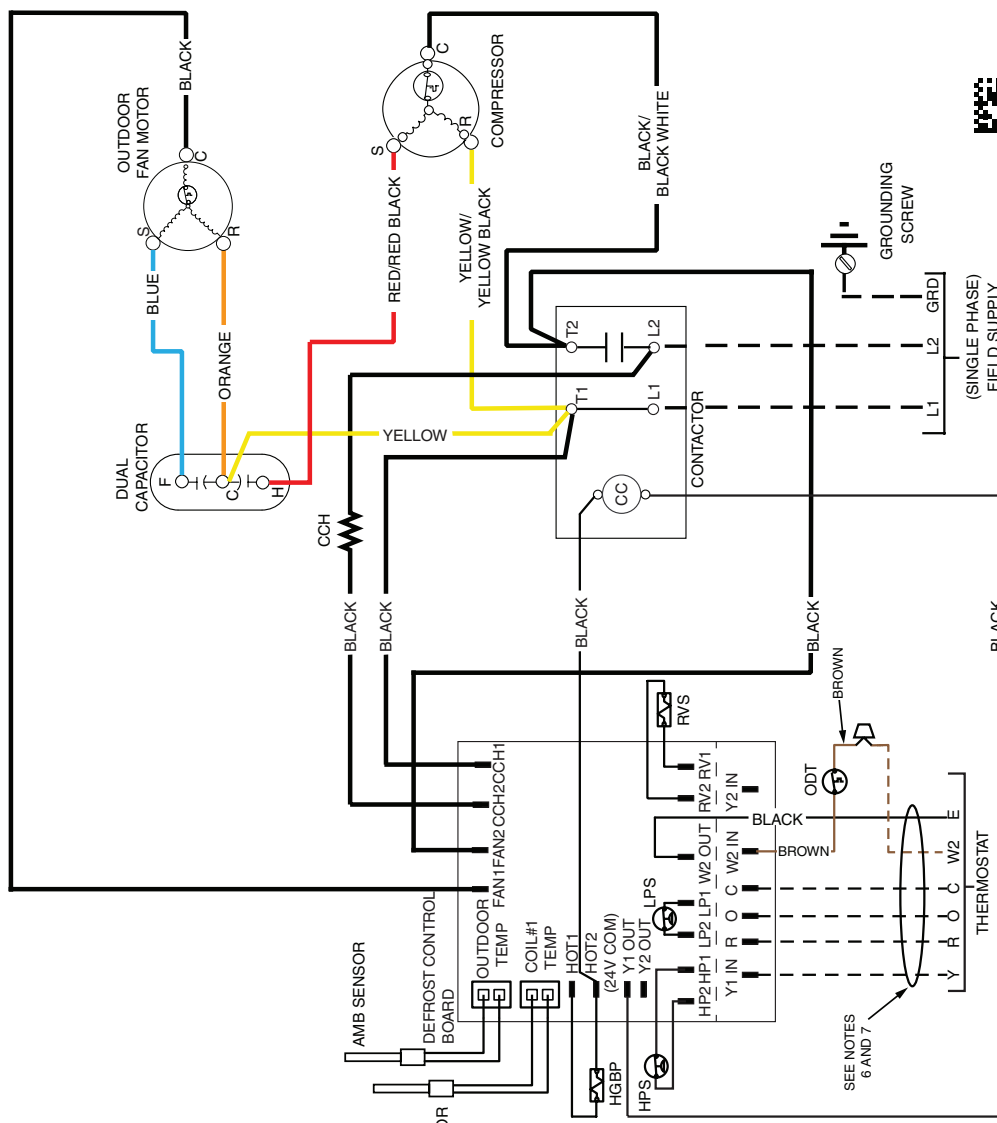 BLACK
C
OUTDOOR
FAN MOTOR
S
R
BLUE
ORANGE
DUAL
CAPACITOR
F
C
H
C
COMPRESSOR
S
R
RED/RED BLACK
YELLOW/
YELLOW BLACK
BLACK/
BLACK WHITE
GROUNDING
SCREW
GRD
L2
L1
(SINGLE PHASE)
FIELD SUPPLY
T2
L2
T1
L1
CONTACTOR
CC
YELLOW
CCH
BLACK
BLACK
BLACK
BLACK
BLACK
FAN1
FAN2
CCH2
CCH1
AMB SENSOR
DEFROST CONTROL
BOARD
OUTDOOR
TEMP
COIL#1
TEMP
HOT1
HOT2
(24V COM)
Y1 OUT
Y2 OUT
HGBP
HPS
LPS
RVS
HP2
HP1
LP2
LP1
W2 OUT
RV2
RV1
Y1 IN
R
O
C
W2 IN
Y2 IN
BLACK
BROWN
BROWN
ODT
Y
R
O
C
W2
E
THERMOSTAT
SEE NOTES
6 AND 7
OR